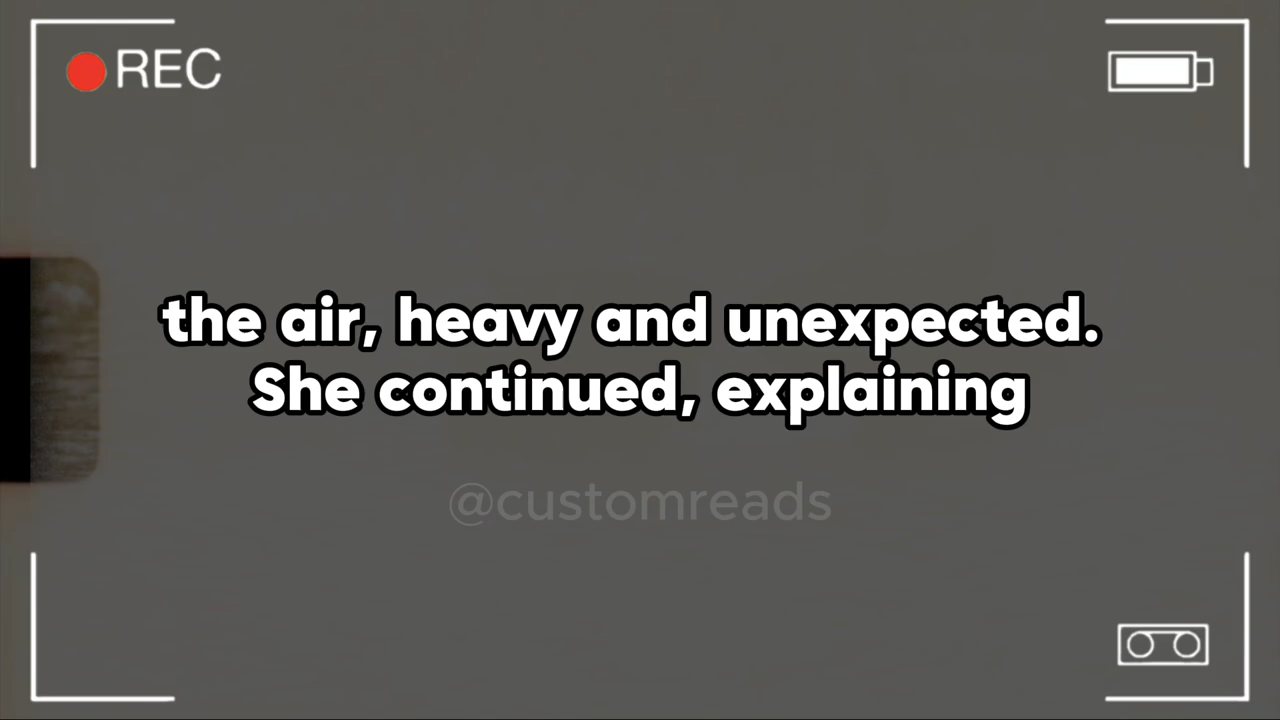 REC
the air, heavy and unexpected.
She continued, explaining
@customreads